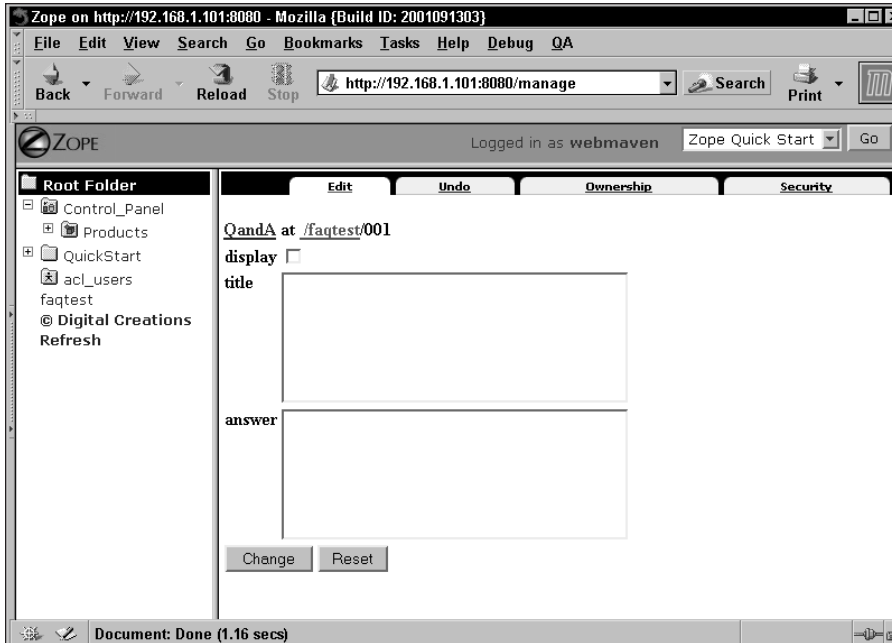 Zope on http://192.168.1.101:8080 - Mozilla {Build ID: 2001091303}
File Edit View Search Go Bookmarks Tasks Help Debug QA
Back Forward Reload Stop http://192.168.1.101:8080/manage Search Print
ZOPE Logged in as webmaven Zope Quick Start Go
Root Folder
Control_Panel
Products
QuickStart
acl_users
faqtest
© Digital Creations
Refresh
Edit Undo Ownership Security
QandA at /faqtest/001
display
title
answer
Change Reset
Document: Done (1.16 secs)